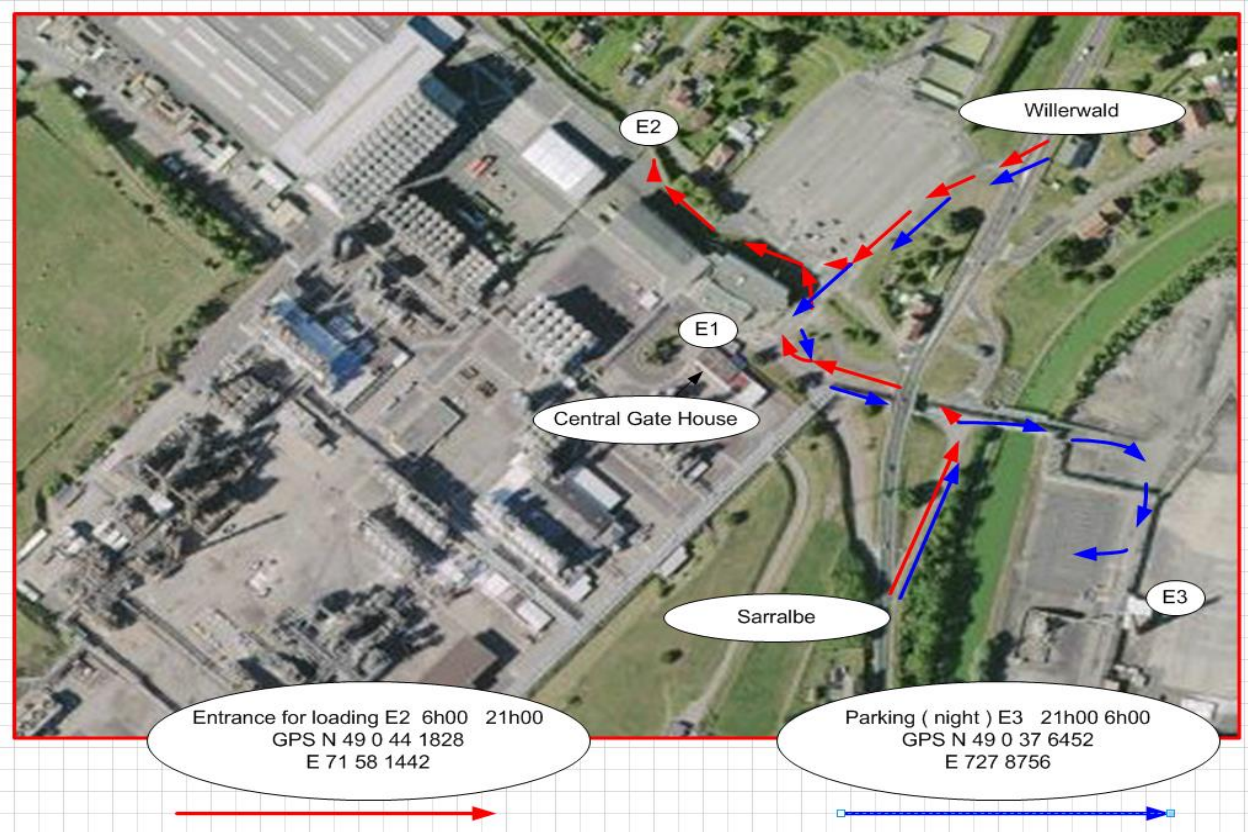 Willerwald
E2
E1
Central Gate House
E3
Sarralbe
Entrance for loading E2 6h00 21h00
GPS N 49 0 44 1828
E 71 58 1442
Parking ( night ) E3 21h00 6h00
GPS N 49 0 37 6452
E 727 8756